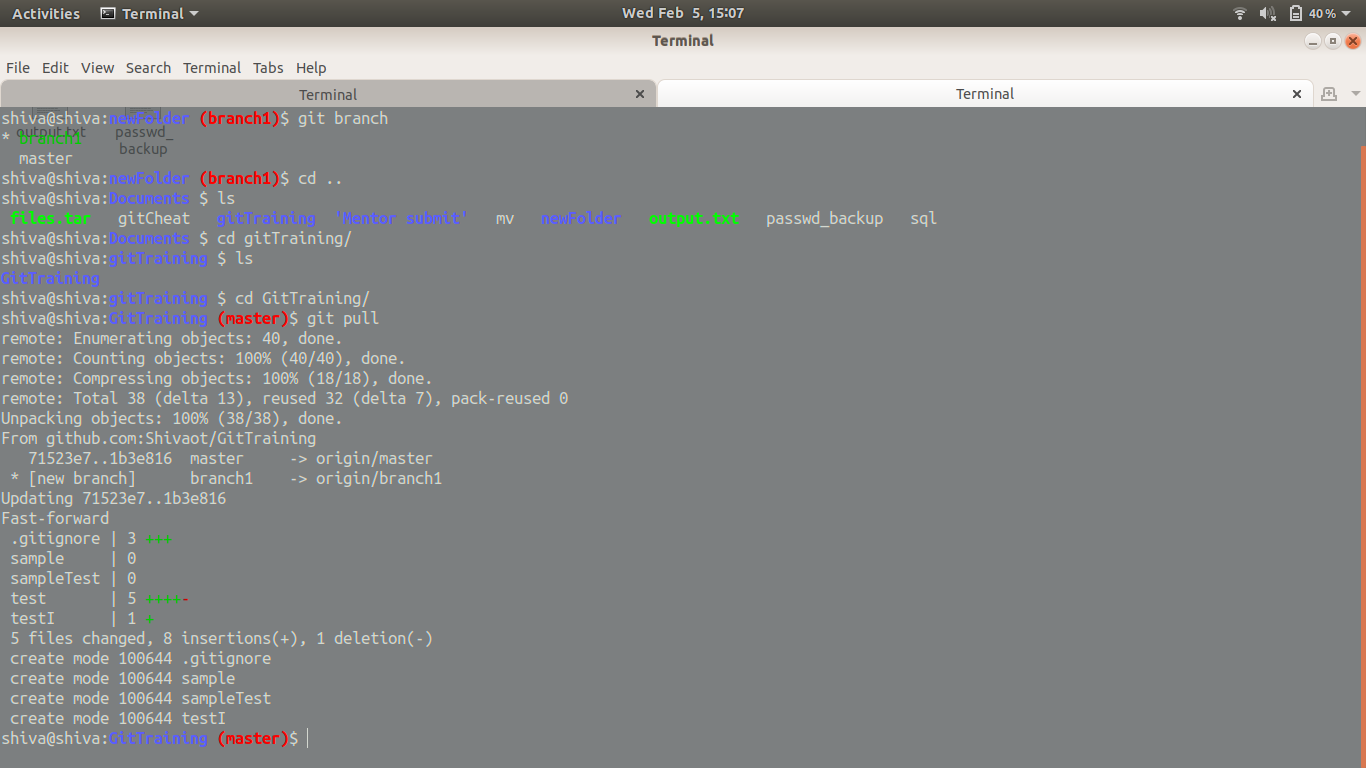 Activities Terminal Wed Feb 5, 15:07 40%
Terminal
File Edit View Search Terminal Tabs Help
Terminal × Terminal ×
shiva@shiva:newFolder (branch1)$ git branch
* branch1
  master
output.txt passwd_
backup
shiva@shiva:newFolder (branch1)$ cd ..
shiva@shiva:Documents $ ls
 files.tar   gitCheat   gitTraining  'Mentor submit'   mv   newFolder   output.txt   passwd_backup   sql
shiva@shiva:Documents $ cd gitTraining/
shiva@shiva:gitTraining $ ls
GitTraining
shiva@shiva:gitTraining $ cd GitTraining/
shiva@shiva:GitTraining (master)$ git pull
remote: Enumerating objects: 40, done.
remote: Counting objects: 100% (40/40), done.
remote: Compressing objects: 100% (18/18), done.
remote: Total 38 (delta 13), reused 32 (delta 7), pack-reused 0
Unpacking objects: 100% (38/38), done.
From github.com:Shivaot/GitTraining
   71523e7..1b3e816  master     -> origin/master
 * [new branch]      branch1    -> origin/branch1
Updating 71523e7..1b3e816
Fast-forward
 .gitignore | 3 +++
 sample     | 0
 sampleTest | 0
 test       | 5 ++++-
 testI      | 1 +
 5 files changed, 8 insertions(+), 1 deletion(-)
 create mode 100644 .gitignore
 create mode 100644 sample
 create mode 100644 sampleTest
 create mode 100644 testI
shiva@shiva:GitTraining (master)$